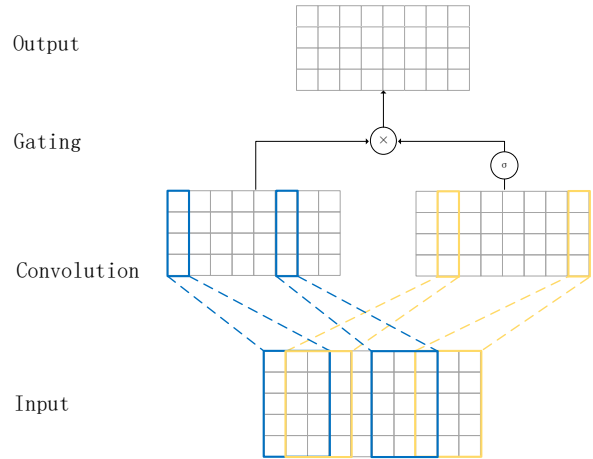 Output
Gating
×
σ
Convolution
Input